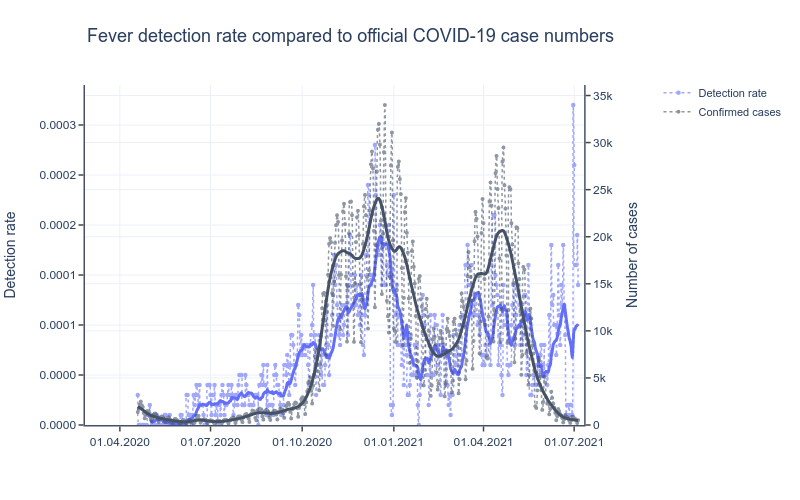 Fever detection rate compared to official COVID-19 case numbers
Detection rate
Confirmed cases
0.0003
0.0002
0.0002
0.0001
0.0001
0.0000
0.0000
Detection rate
35k
30k
25k
20k
15k
10k
5k
0
Number of cases
01.04.2020
01.07.2020
01.10.2020
01.01.2021
01.04.2021
01.07.2021